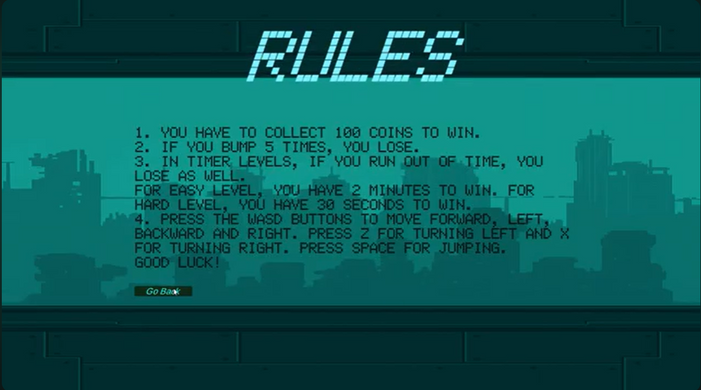 RULES
1. YOU HAVE TO COLLECT 100 COINS TO WIN.
2. IF YOU BUMP 5 TIMES, YOU LOSE.
3. IN TIMER LEVELS, IF YOU RUN OUT OF TIME, YOU
LOSE AS WELL.
FOR EASY LEVEL, YOU HAVE 2 MINUTES TO WIN. FOR
HARD LEVEL, YOU HAVE 30 SECONDS TO WIN.
4. PRESS THE WASD BUTTONS TO MOVE FORWARD, LEFT,
BACKWARD AND RIGHT. PRESS Z FOR TURNING LEFT AND X
FOR TURNING RIGHT. PRESS SPACE FOR JUMPING.
GOOD LUCK!
Go Back